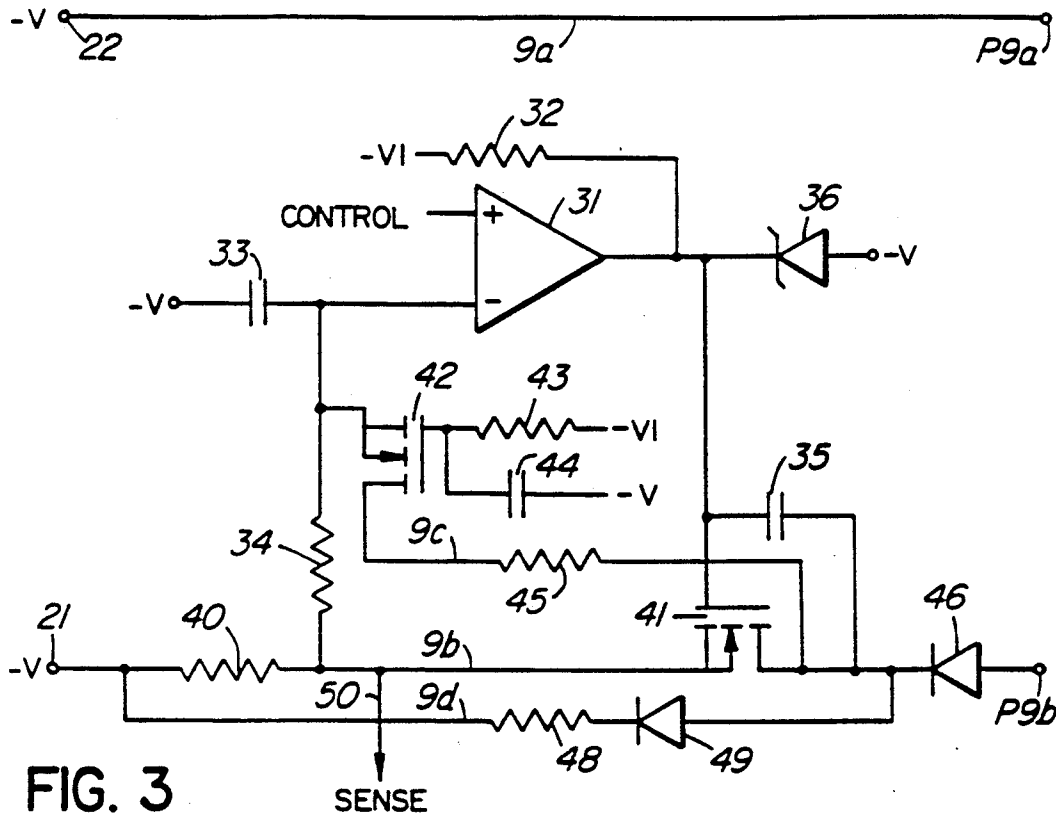 -V 22 9a P9a
32
-VI
CONTROL + 31 36
33
-V - -V
42 43
-VI
44 35
-V
9c
34 45
21 40 41 46
-V 9b
50 9d P9b
48 49
FIG. 3 SENSE